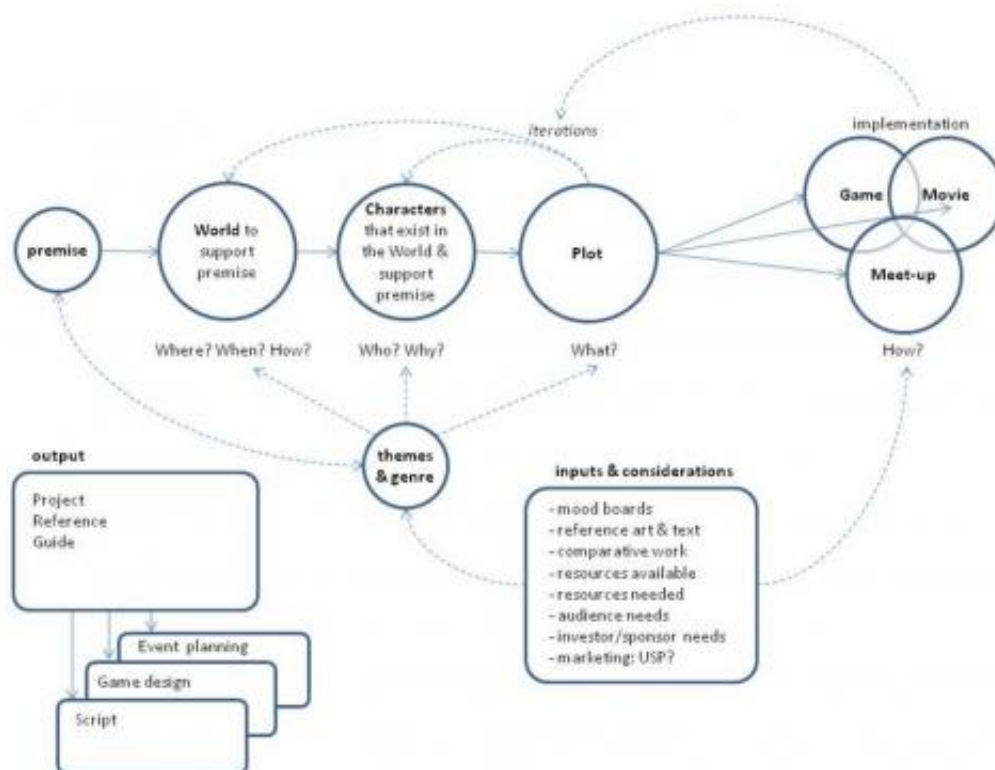 iterations
implementation
premise
World to
support
premise
Characters
that exist in
the World &
support
premise
Plot
Game
Movie
Meet-up
Where? When? How?
Who? Why?
What?
How?
themes
& genre
output
Project
Reference
Guide
Event planning
Game design
Script
inputs & considerations
- mood boards
- reference art & text
- comparative work
- resources available
- resources needed
- audience needs
- investor/sponsor needs
- marketing: USP?